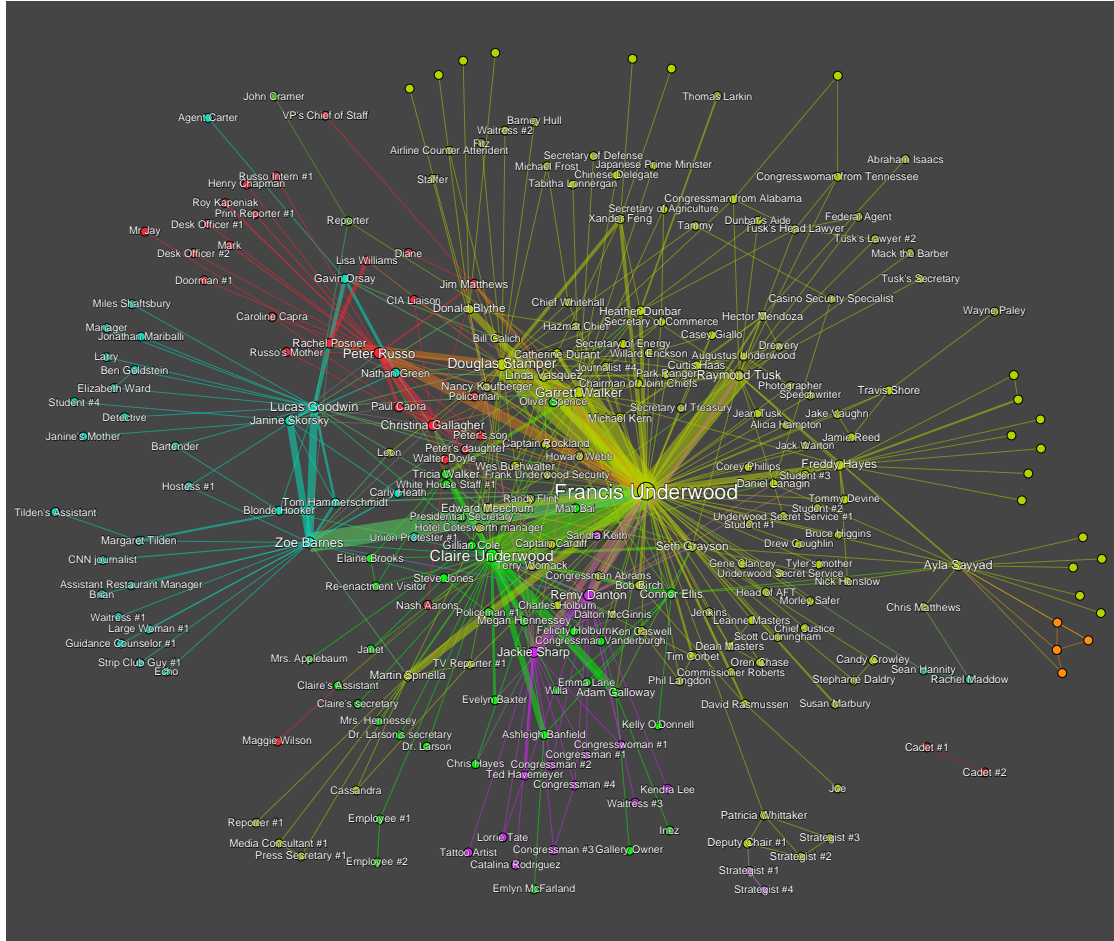 John Cramer
Thomas Larkin
Agent Carter
VP's Chief of Staff
Barney Hull
Waitress #2
Fitz
Airline Counter Attendent
Secretary of Defense
Japanese Prime Minister
Michael Frost
Chinese Delegate
Abraham Isaacs
Russo Intern #1
Henry Chapman
Staffer
Tabitha Lonnergan
Congresswoman from Tennessee
Roy Kapeniak
Print Reporter #1
Congressman from Alabama
Secretary of Agriculture
Desk Officer #1
Reporter
Xander Feng
Tammy
Dunbar's Aide
Federal Agent
Mr Jay
Tusk's Head Lawyer
Tusk's Lawyer #2
Mark
Desk Officer #2
Lisa Williams
Diane
Mack the Barber
Doorman #1
Gavin Orsay
Jim Matthews
Tusk's Secretary
CIA Liaison
Miles Shaftsbury
Donald Blythe
Chief Whitehall
Casino Security Specialist
Caroline Capra
Heather Dunbar
Hector Mendoza
Wayne Paley
Manager
Secretary of Commerce
Jonathan Mariballi
Hazmat Chief
Casey Giallo
Bill Galich
Rachel Posner
Secretary of Energy
Drewery
Russo's Mother
Peter Russo
Catherine Durant
Willard Erickson
Augustus Underwood
Larry
Douglas Stamper
Curtis Haas
Ben Goldstein
Nathan Green
Linda Vasquez
Journalist #4
Park Ranger
Raymond Tusk
Elizabeth Ward
Nancy Kaufberger
Chairman of Joint Chiefs
Photographer
Policeman
Garrett Walker
Speechwriter
Travis Shore
Student #4
Lucas Goodwin
Paul Capra
Oliver Spence
Secretary of Treasury
Detective
Janine Skorsky
Michael Kern
Jean Tusk
Jake Vaughn
Christina Gallagher
Alicia Hampton
Janine's Mother
Peter's son
Jamie Reed
Bartender
Leon
Peter's daughter
Captain Rockland
Jack Warton
Walter Doyle
Howard Webb
Wes Buchwalter
Corey Phillips
Freddy Hayes
Tricia Walker
Frank Underwood Security
Student #3
Hostess #1
White House Staff #1
Daniel Lanagin
Carly Heath
Francis Underwood
Tom Hammerschmidt
Randy Flint
Tommy Devine
Tilden's Assistant
Blonde Hooker
Edward Meechum
Matt Bai
Student #2
Presidential Secretary
Underwood Secret Service #1
Hotel Cotesworth manager
Student #1
Margaret Tilden
Zoe Barnes
Union Protester #1
Sandra Keith
Bruce Higgins
Gillian Cole
Captain Cardiff
Seth Grayson
Drew Coughlin
CNN journalist
Elaine Brooks
Claire Underwood
Terry Womack
Gene Clancey
Tyler's mother
Ayla Sayyad
Steve Jones
Congressman Abrams
Underwood Secret Service
Assistant Restaurant Manager
Re-enactment Visitor
Bob Birch
Nick Henslow
Brian
Remy Danton
Connor Ellis
Head of AFT
Nash Aarons
Charles Holburn
Morley Safer
Chris Matthews
Waitress #1
Policeman #1
Dalton McGinnis
Jenkins
Megan Hennessey
Leanne Masters
Large Woman #1
Felicity Holburn
Ken Caswell
Chief Justice
Guidance Counselor #1
Congressman Vanderburgh
Scott Cunningham
Janet
Jackie Sharp
Dean Masters
Mrs. Applebaum
Tim Corbet
Oren Chase
Candy Crowley
Strip Club Guy #1
TV Reporter #1
Commissioner Roberts
Sean Hannity
Echo
Martin Spinella
Emma Lane
Phil Langdon
Stephanie Daldry
Rachel Maddow
Claire's Assistant
Willa
Adam Galloway
Claire's secretary
Evelyn Baxter
David Rasmussen
Susan Marbury
Mrs. Hennessey
Kelly O'Donnell
Dr. Larson's secretary
Ashleigh Banfield
Maggie Wilson
Dr. Larson
Congresswoman #1
Cadet #1
Congressman #1
Chris Hayes
Congressman #2
Cadet #2
Ted Havemeyer
Congressman #4
Kendra Lee
Cassandra
Joe
Waitress #3
Reporter #1
Employee #1
Patricia Whittaker
Inez
Lorrie Tate
Strategist #3
Media Consultant #1
Deputy Chair #1
Tattoo Artist
Congressman #3
Gallery Owner
Press Secretary #1
Strategist #2
Employee #2
Catalina Rodriguez
Strategist #1
Emlyn McFarland
Strategist #4